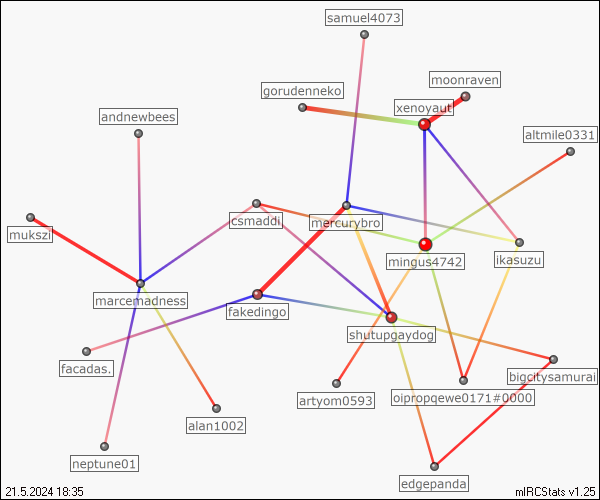 samuel4073
moonraven
gorudenneko
xenoyaut
andnewbees
altmile0331
csmaddi
mercurybro
mukszi
mingus4742
ikasuzu
marcemadness
fakedingo
shutupgaydog
facadas.
bigcitysamurai
artyom0593
oipropqewe0171#0000
alan1002
neptune01
edgepanda
21.5.2024 18:35
mIRCStats v1.25